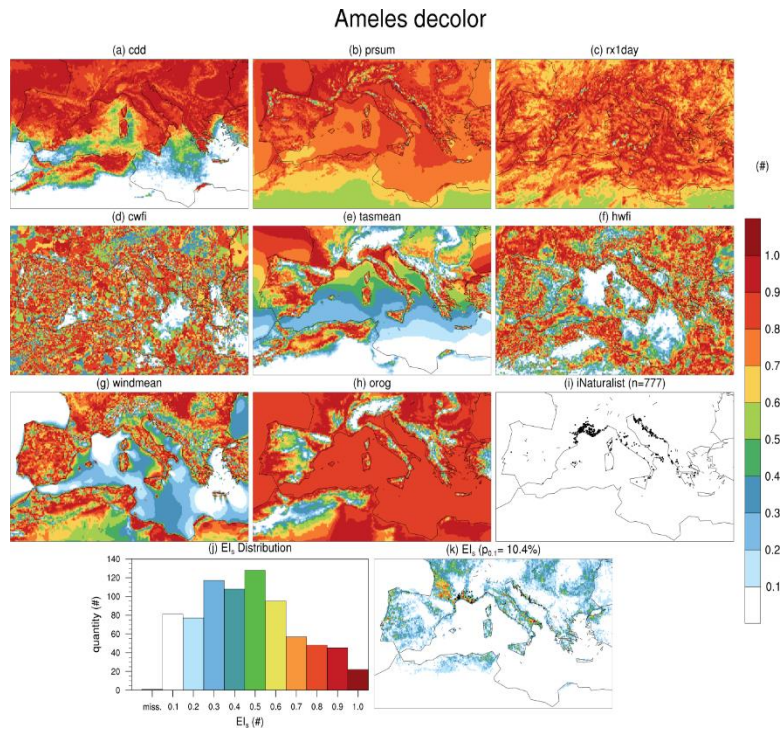 Ameles decolor
(a) cdd
(b) prsum
(c) rx1day
(#)
(d) cwfi
(e) tasmean
(f) hwfi
1.0
0.9
0.8
0.7
0.6
0.5
0.4
0.3
0.2
0.1
(g) windmean
(h) orog
(i) iNaturalist (n=777)
(j) EIs Distribution
(k) EIs (p0.1= 10.4%)
quantity (#)
140
120
100
80
60
40
20
0
miss. 0.1 0.2 0.3 0.4 0.5 0.6 0.7 0.8 0.9 1.0
EIs (#)